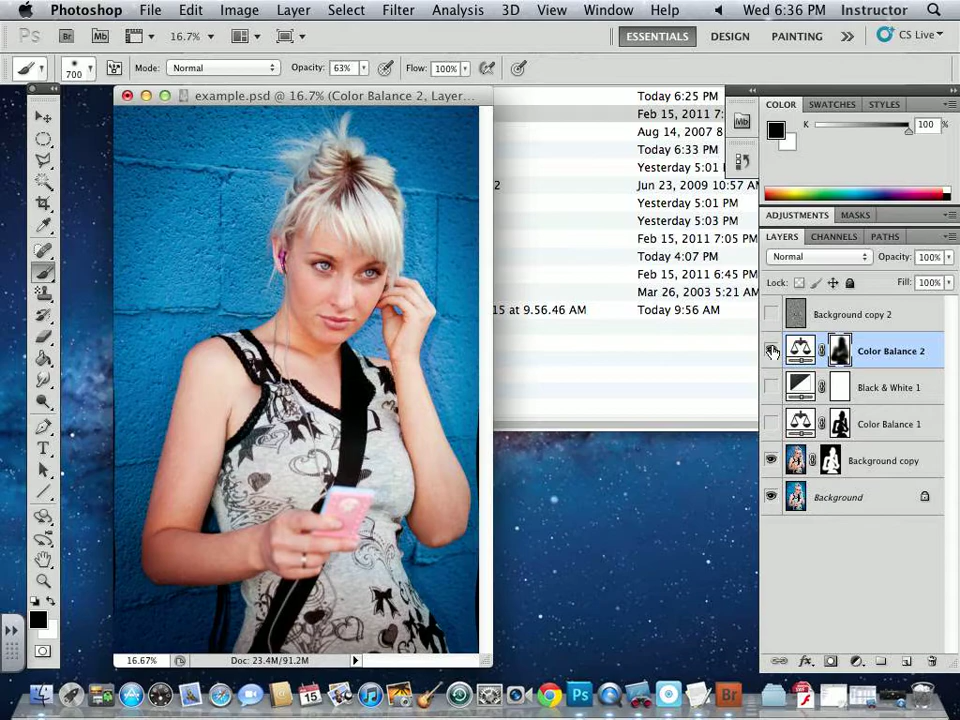 Photoshop File Edit Image Layer Select Filter Analysis 3D View Window Help Wed 6:36 PM Instructor
Ps Br Mb 16.7% ESSENTIALS DESIGN PAINTING CS Live
700 Mode: Normal Opacity: 63% Flow: 100%
example.psd @ 16.7% (Color Balance 2, Layer...
Today 6:25 PM
Feb 15, 2011 7:
Aug 14, 2007 8
Today 6:33 PM
Yesterday 5:01
2 Jun 23, 2009 10:57 AM
Yesterday 5:01 PM
Yesterday 5:03 PM
Feb 15, 2011 7:05 PM
Today 4:07 PM
Feb 15, 2011 6:45 PM
Mar 26, 2003 5:21 AM
15 at 9.56.46 AM Today 9:56 AM
COLOR SWATCHES STYLES
K 100 %
ADJUSTMENTS MASKS
LAYERS CHANNELS PATHS
Normal Opacity: 100%
Lock: Fill: 100%
Background copy 2
Color Balance 2
Black & White 1
Color Balance 1
Background copy
Background
16.67% Doc: 23.4M/91.2M
15 Ps Br